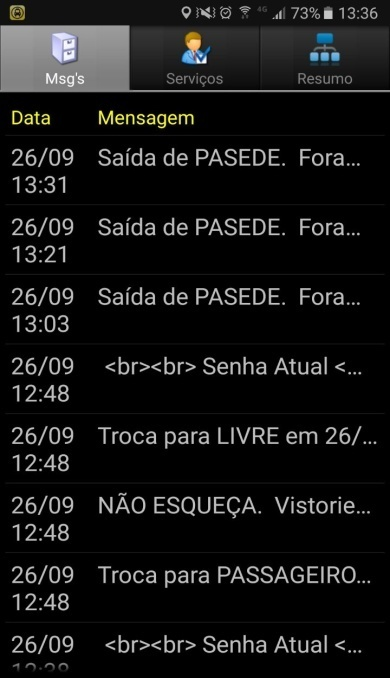 4G 73% 13:36
Msg's Serviços Resumo
Data Mensagem
26/09 Saída de PASEDE. Fora...
13:31
26/09 Saída de PASEDE. Fora...
13:21
26/09 Saída de PASEDE. Fora...
13:03
26/09 <br><br> Senha Atual <...
12:48
26/09 Troca para LIVRE em 26/...
12:48
26/09 NÃO ESQUEÇA. Vistorie...
12:48
26/09 Troca para PASSAGEIRO...
12:48
26/09 <br><br> Senha Atual <...
12:38